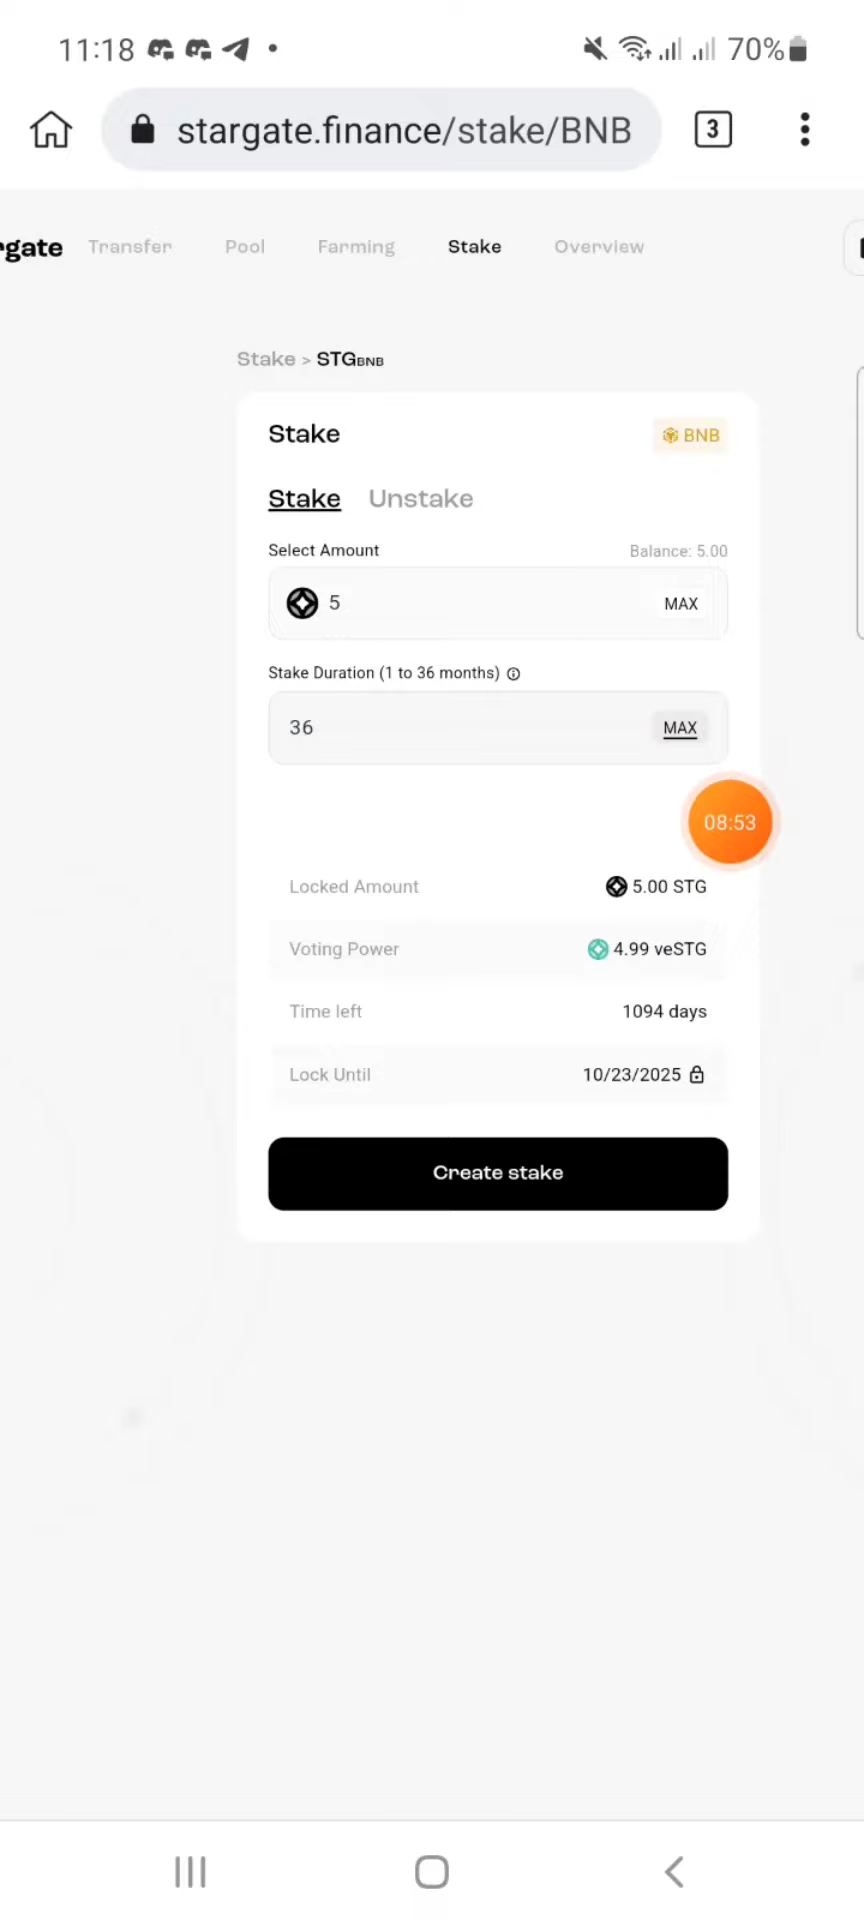 11:18 70%
stargate.finance/stake/BNB 3
rgate Transfer Pool Farming Stake Overview
Stake > STGBNB
Stake BNB
Stake Unstake
Select Amount Balance: 5.00
5 MAX
Stake Duration (1 to 36 months)
36 MAX
08:53
Locked Amount 5.00 STG
Voting Power 4.99 veSTG
Time left 1094 days
Lock Until 10/23/2025
Create stake